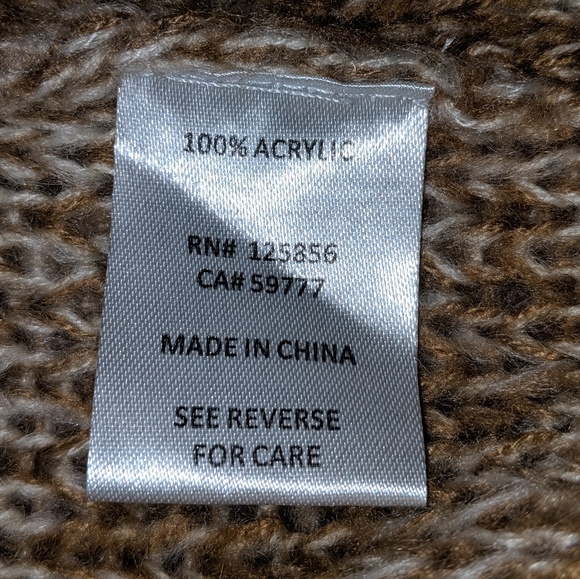 100% ACRYLIC
RN# 125856
CA# 59777
MADE IN CHINA
SEE REVERSE
FOR CARE